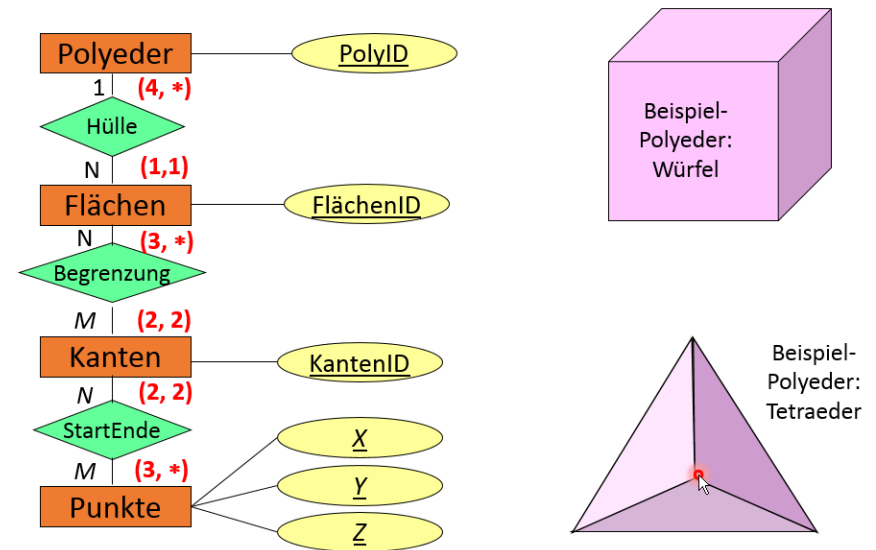 Polyeder
PolyID
1 (4, *)
Hülle
N (1,1)
Flächen
FlächenID
N (3, *)
Begrenzung
M (2, 2)
Kanten
KantenID
N (2, 2)
StartEnde
X
M (3, *)
Y
Punkte
Z
Beispiel-
Polyeder:
Würfel
Beispiel-
Polyeder:
Tetraeder